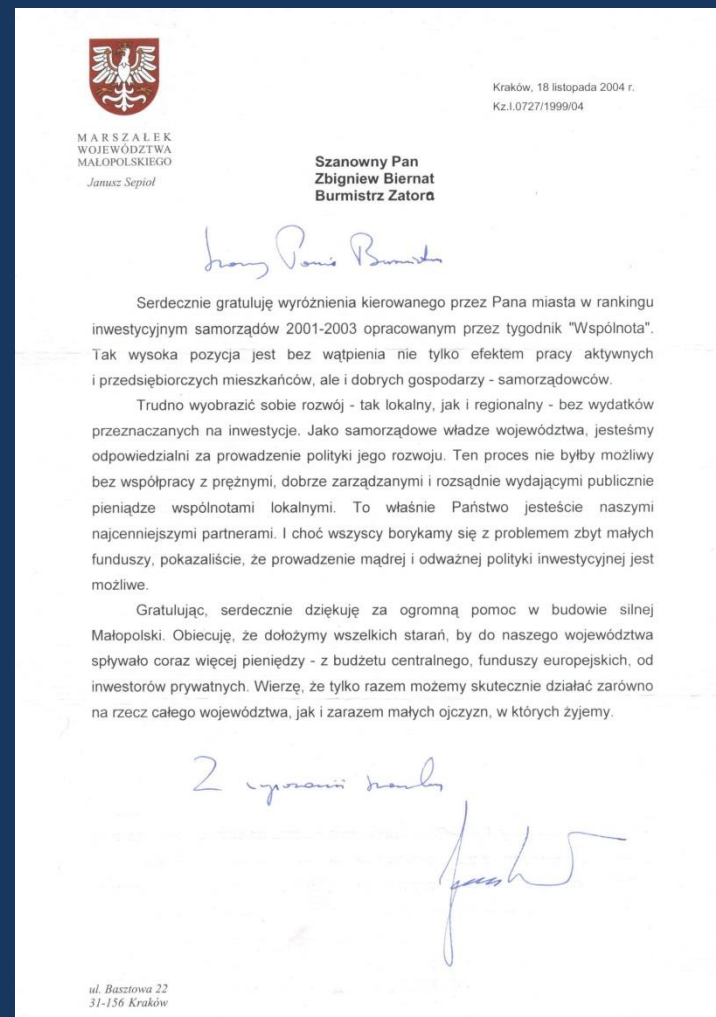 Kraków, 18 listopada 2004 r.
Kz.I.0727/1999/04
MARSZAŁEK
WOJEWÓDZTWA
MAŁOPOLSKIEGO
Janusz Sepioł
Szanowny Pan
Zbigniew Biernat
Burmistrz Zatora
Szanowny Panie Burmistrzu
Serdecznie gratuluję wyróżnienia kierowanego przez Pana miasta w rankingu
inwestycyjnym samorządów 2001-2003 opracowanym przez tygodnik "Wspólnota".
Tak wysoka pozycja jest bez wątpienia nie tylko efektem pracy aktywnych
i przedsiębiorczych mieszkańców, ale i dobrych gospodarzy - samorządowców.
Trudno wyobrazić sobie rozwój - tak lokalny, jak i regionalny - bez wydatków
przeznaczanych na inwestycje. Jako samorządowe władze województwa, jesteśmy
odpowiedzialni za prowadzenie polityki jego rozwoju. Ten proces nie byłby możliwy
bez współpracy z prężnymi, dobrze zarządzanymi i rozsądnie wydającymi publicznie
pieniądze wspólnotami lokalnymi. To właśnie Państwo jesteście naszymi
najcenniejszymi partnerami. I choć wszyscy borykamy się z problemem zbyt małych
funduszy, pokazaliście, że prowadzenie mądrej i odważnej polityki inwestycyjnej jest
możliwe.
Gratulując, serdecznie dziękuję za ogromną pomoc w budowie silnej
Małopolski. Obiecuję, że dołożymy wszelkich starań, by do naszego województwa
spływało coraz więcej pieniędzy - z budżetu centralnego, funduszy europejskich, od
inwestorów prywatnych. Wierzę, że tylko razem możemy skutecznie działać zarówno
na rzecz całego województwa, jak i zarazem małych ojczyzn, w których żyjemy.
Z wyrazami szacunku
ul. Basztowa 22
31-156 Kraków